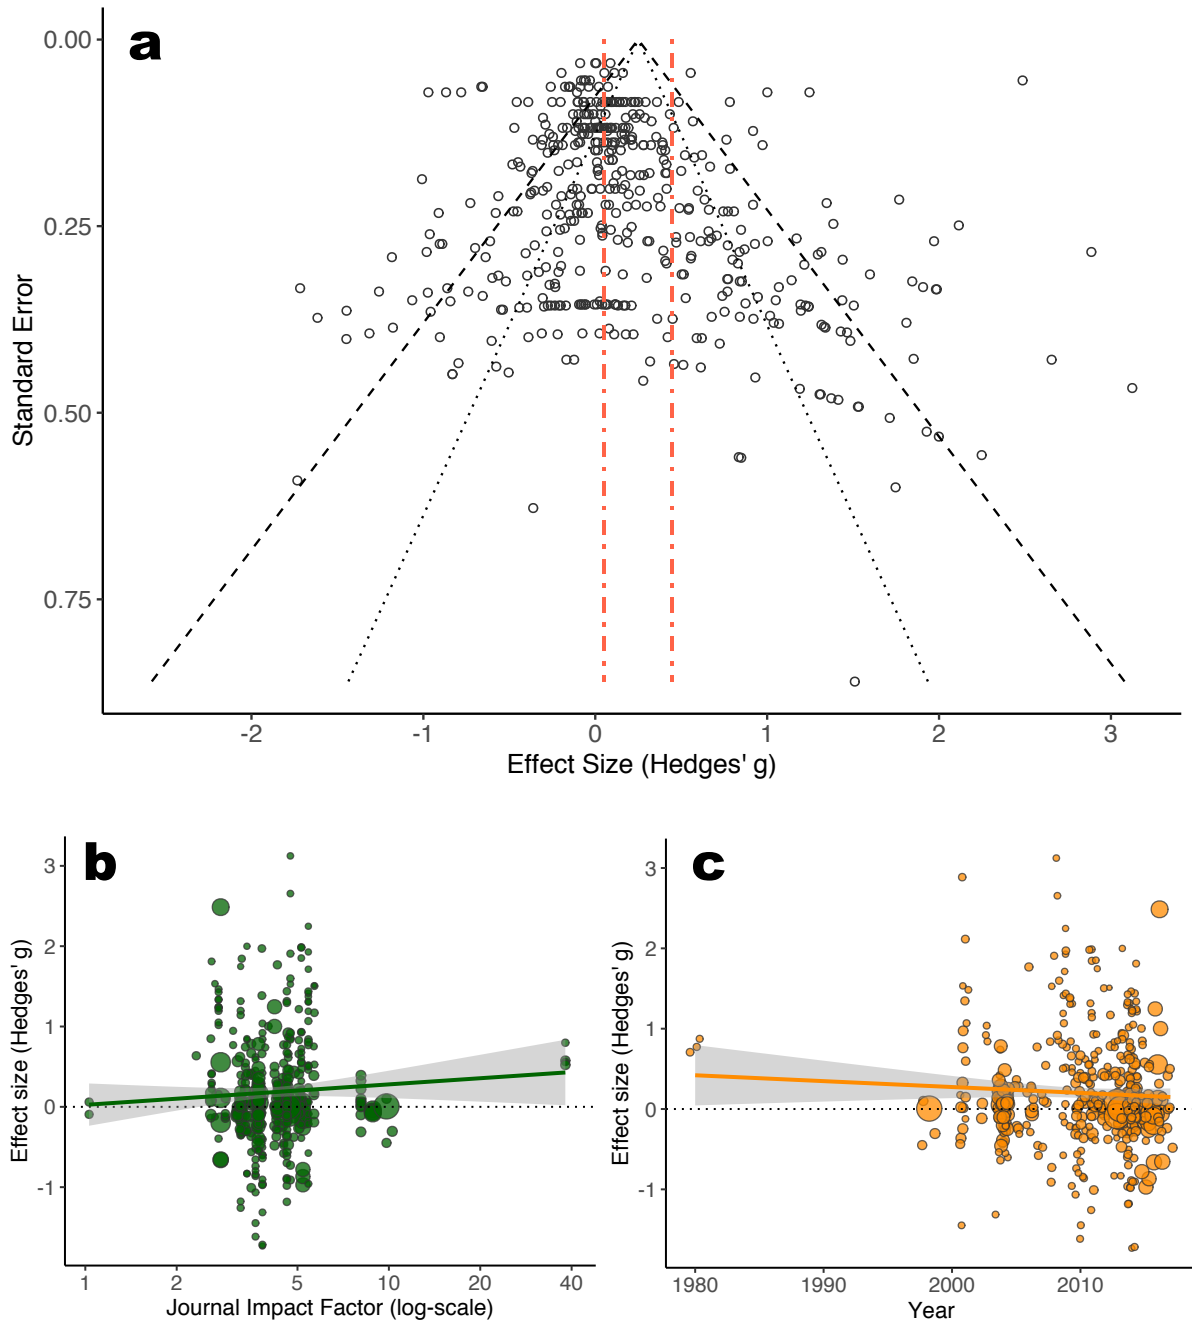 a
0.00
0.25
0.50
0.75
Standard Error
-2 -1 0 1 2 3
Effect Size (Hedges' g)
b
3
2
1
0
-1
Effect size (Hedges' g)
1 2 5 10 20 40
Journal Impact Factor (log-scale)
c
3
2
1
0
-1
Effect size (Hedges' g)
1980 1990 2000 2010
Year